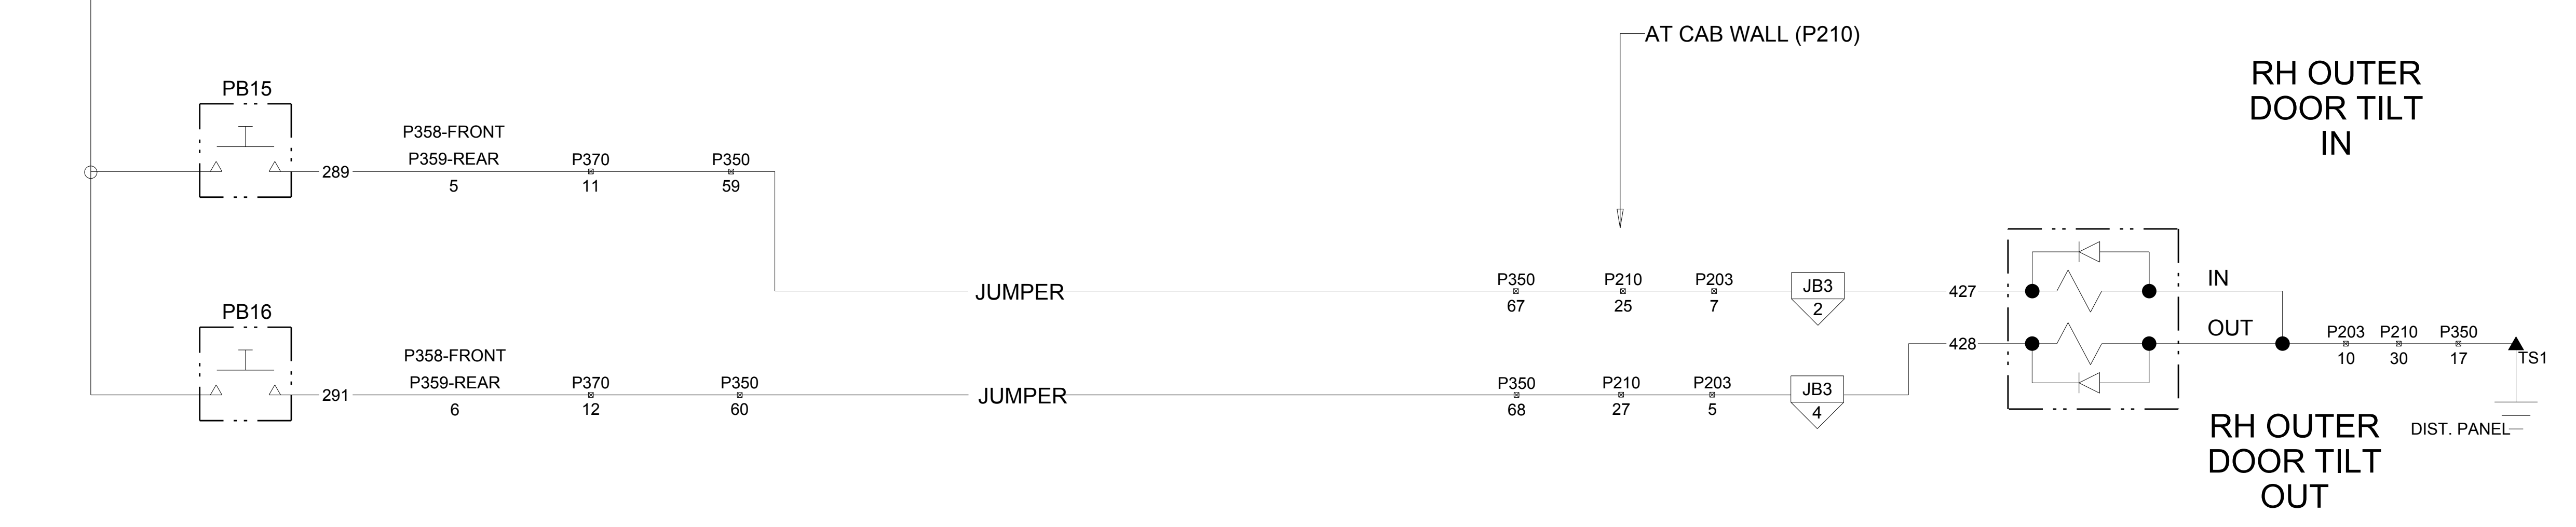 AT CAB WALL (P210)
RH OUTER
DOOR TILT
IN
PB15
P358-FRONT
P359-REAR
P370
P350
289
5
11
59
JUMPER
P350
P210
P203
JB3
67
25
7
2
427
IN
PB16
P358-FRONT
P359-REAR
P370
P350
291
6
12
60
JUMPER
P350
P210
P203
JB3
68
27
5
4
428
OUT
P203
P210
P350
10
30
17
TS1
DIST. PANEL
RH OUTER
DOOR TILT
OUT